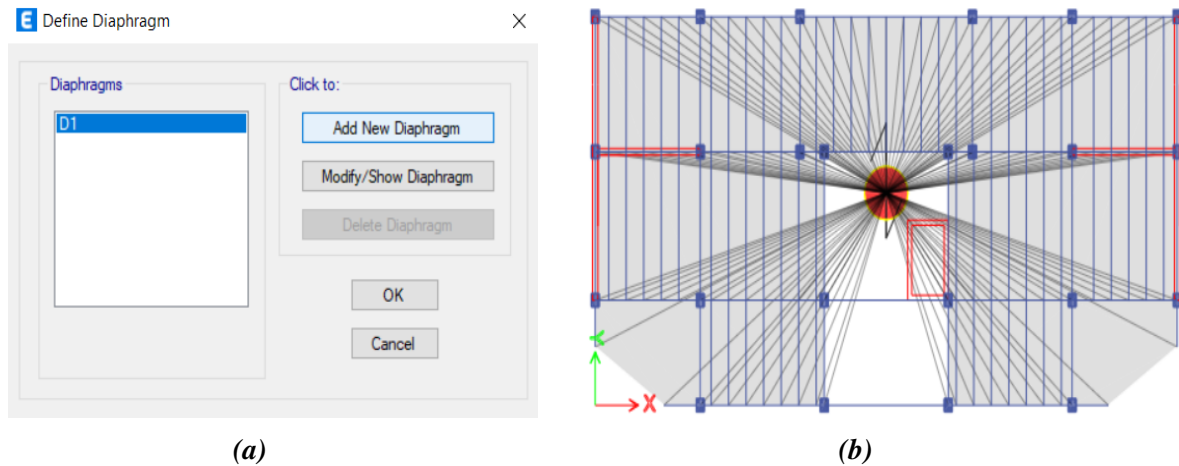 E Define Diaphragm
Diaphragms
D1
Click to:
Add New Diaphragm
Modify/Show Diaphragm
Delete Diaphragm
OK
Cancel
Y
X
(a)
(b)